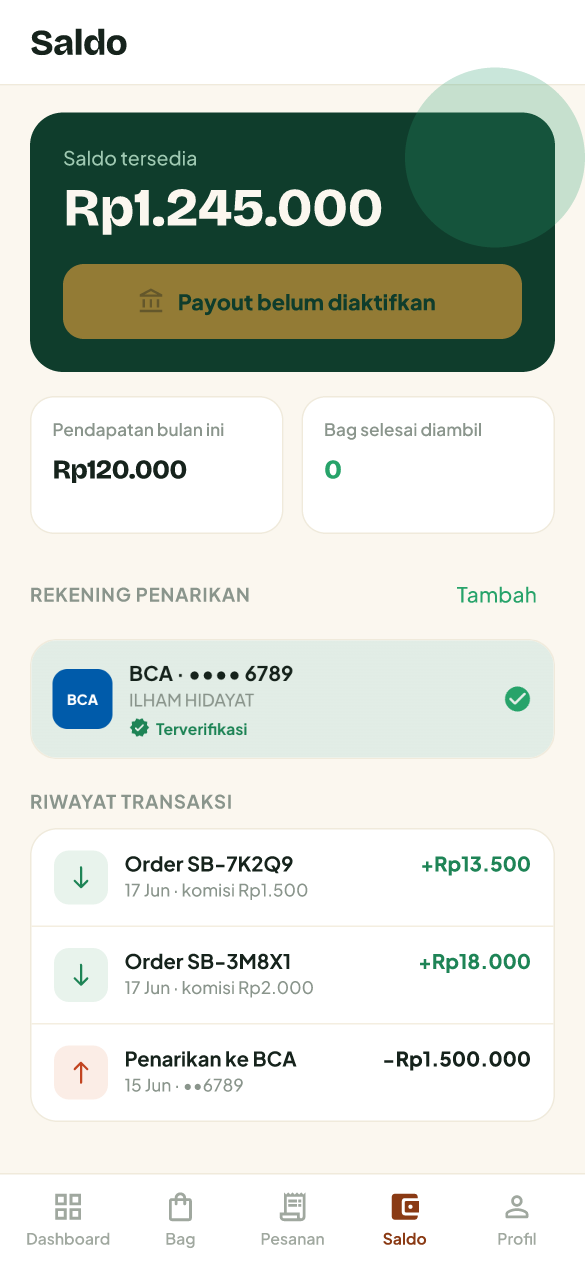 Saldo
Saldo tersedia
Rp1.245.000
Payout belum diaktifkan
Pendapatan bulan ini
Rp120.000
Bag selesai diambil
0
REKENING PENARIKAN
Tambah
BCA
BCA · •••• 6789
ILHAM HIDAYAT
Terverifikasi
RIWAYAT TRANSAKSI
Order SB-7K2Q9
+Rp13.500
17 Jun · komisi Rp1.500
Order SB-3M8X1
+Rp18.000
17 Jun · komisi Rp2.000
Penarikan ke BCA
−Rp1.500.000
15 Jun · ••6789
Dashboard
Bag
Pesanan
Saldo
Profil